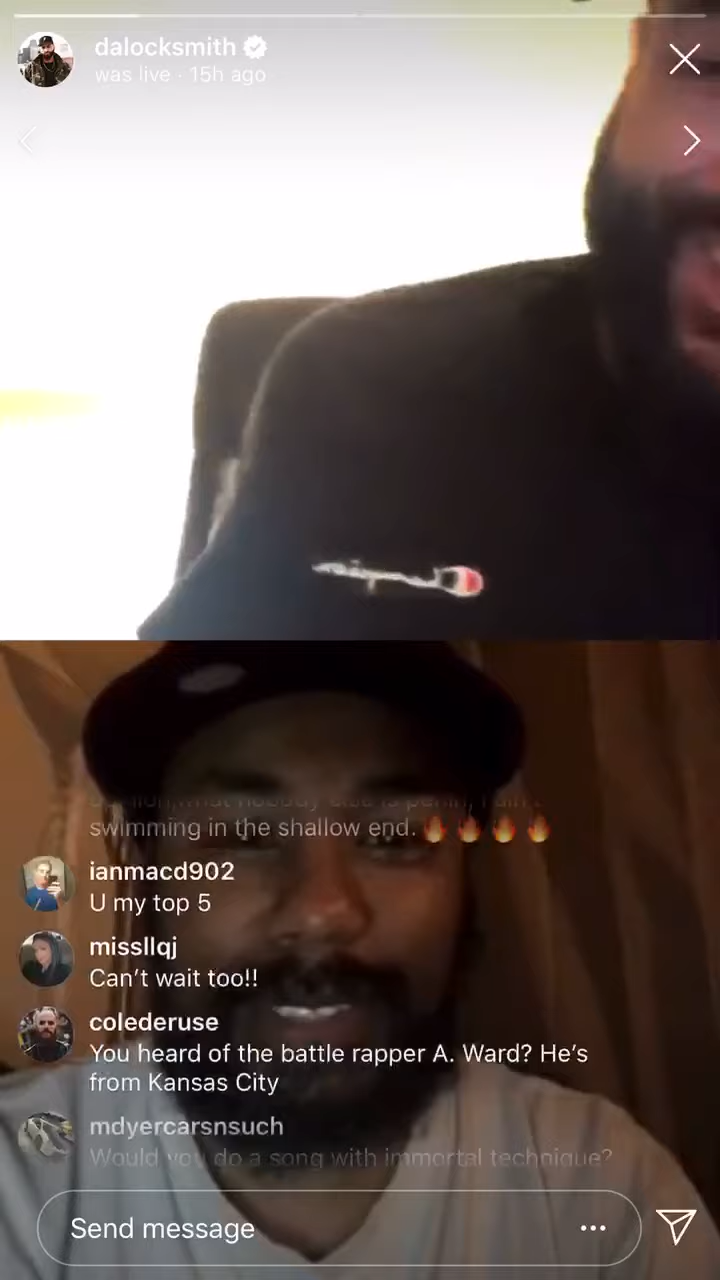 dalocksmith
was live · 15h ago
swimming in the shallow end. 🔥 🔥 🔥 🔥
ianmacd902
U my top 5
missllqj
Can't wait too!!
colederuse
You heard of the battle rapper A. Ward? He's
from Kansas City
mdyercarsnsuch
Would you do a song with immortal technique?
Send message